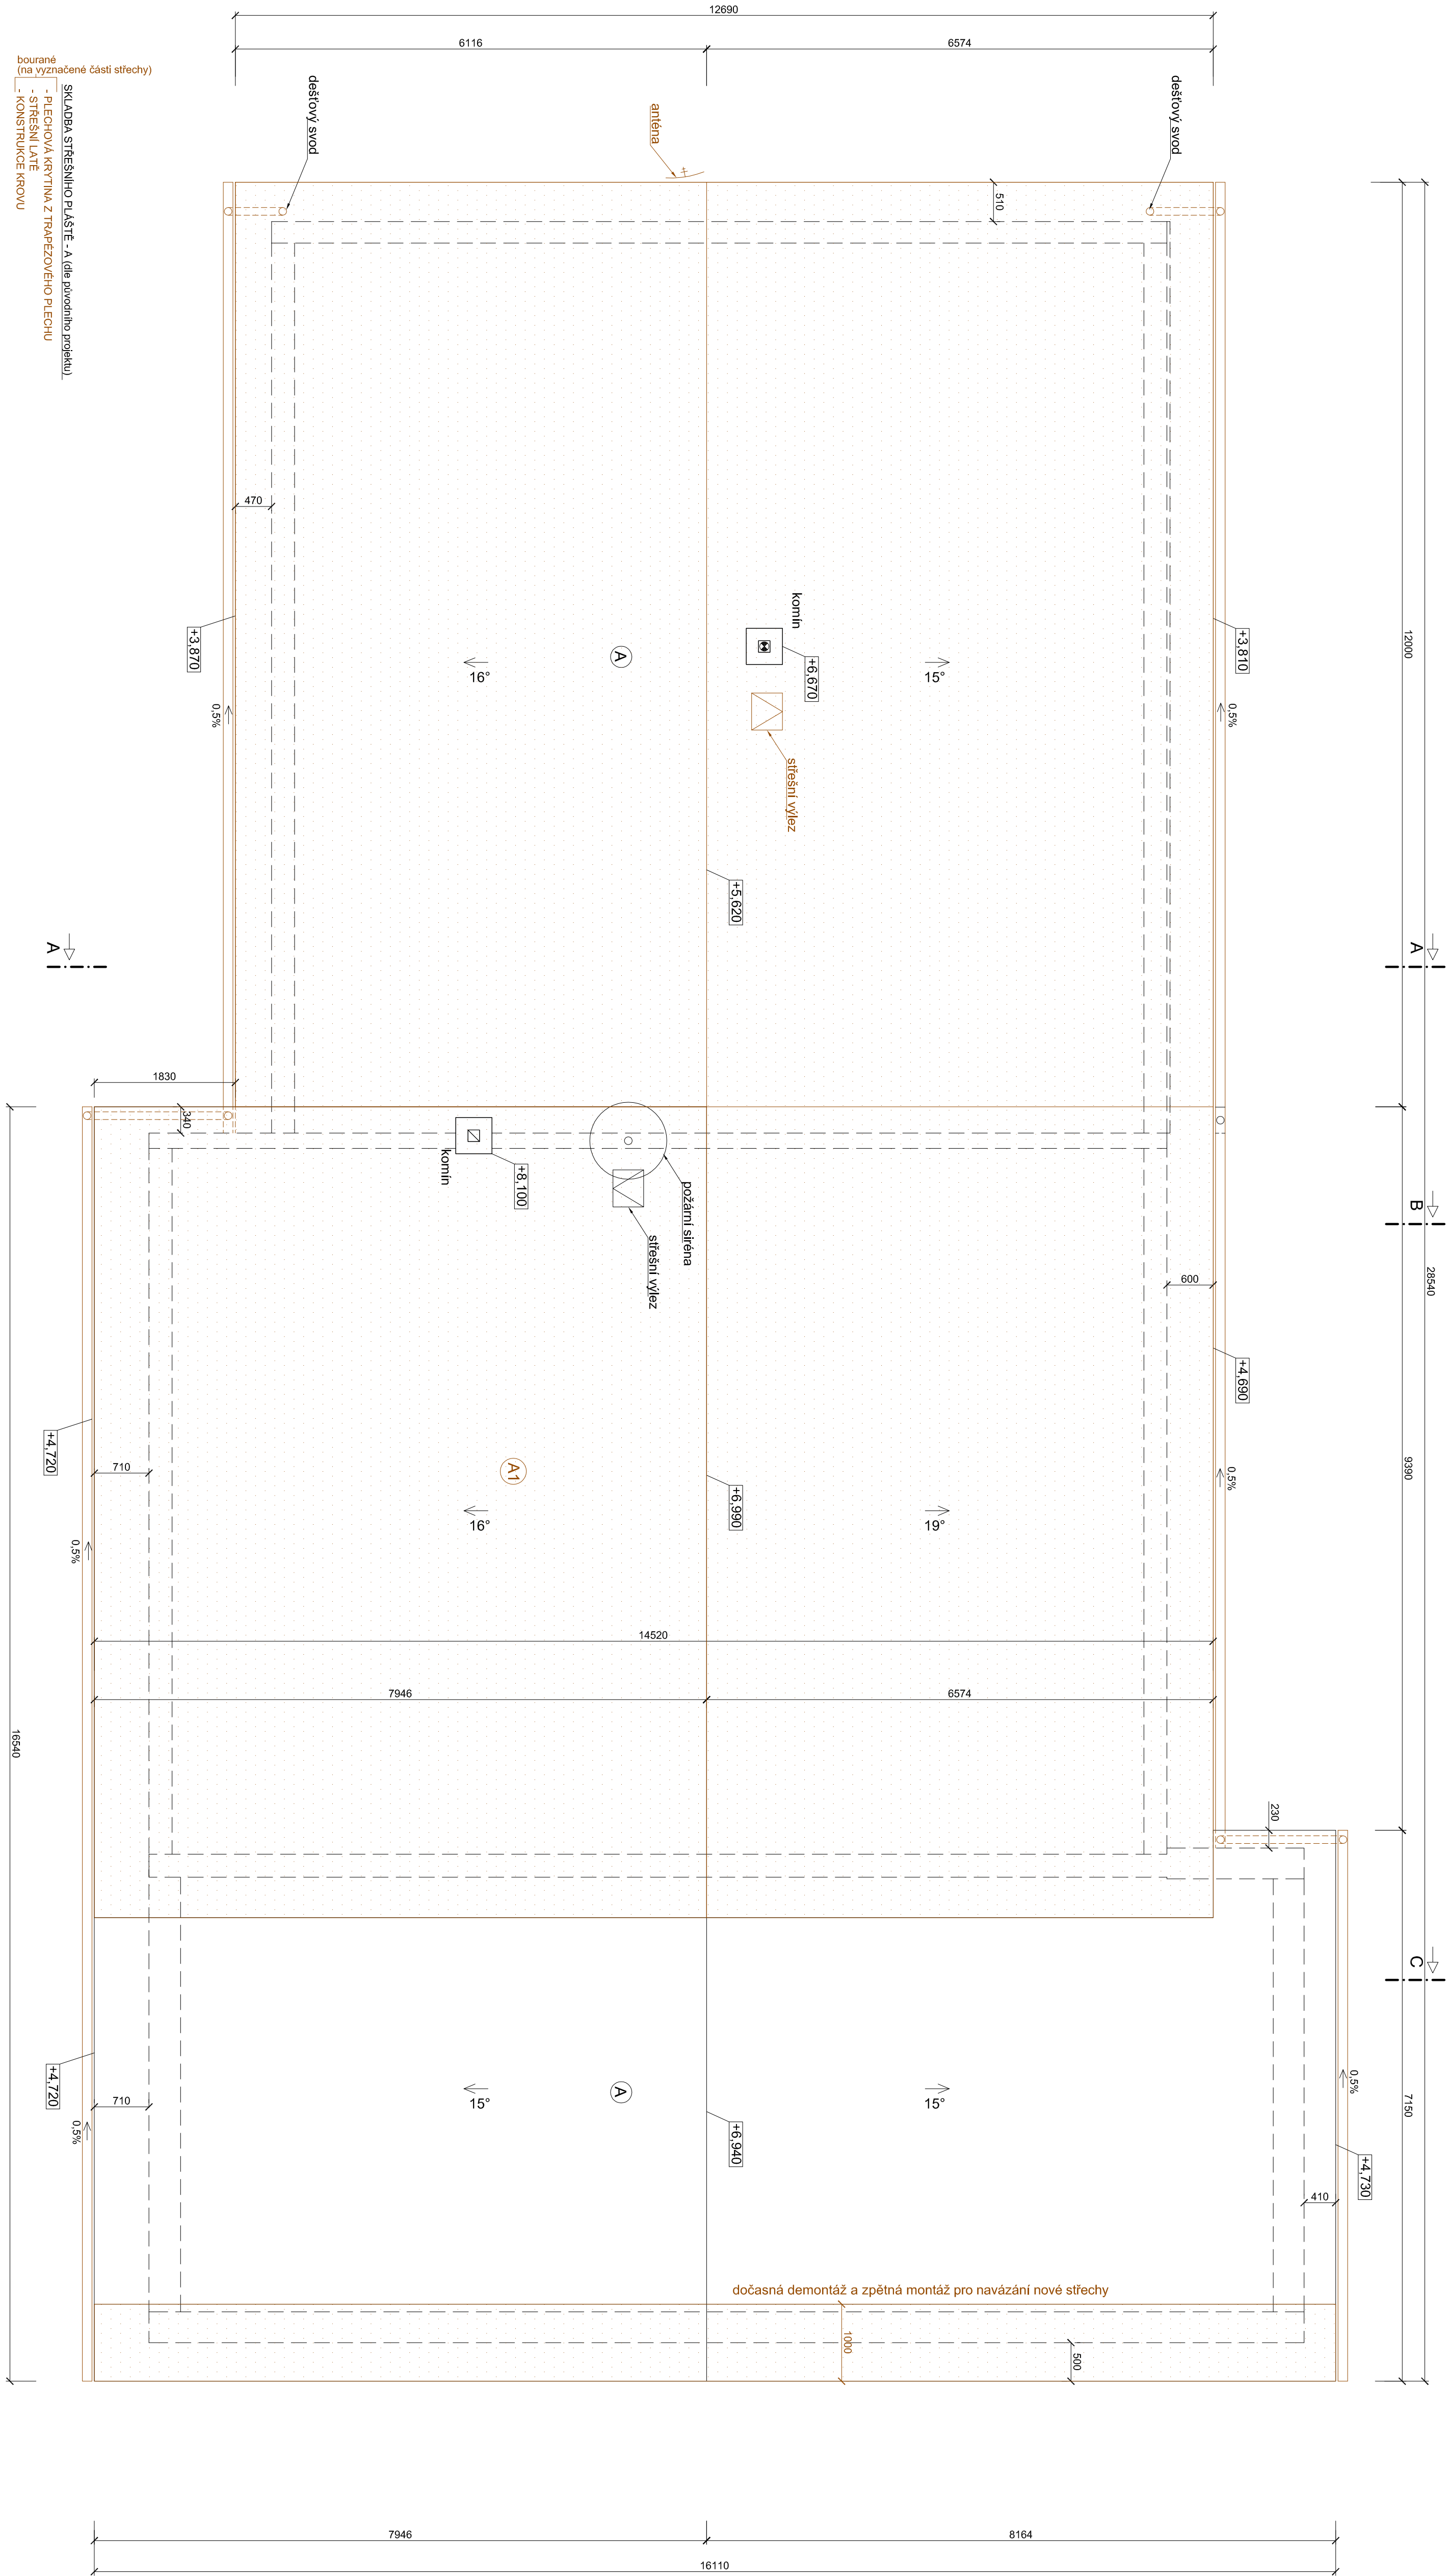 12690
6116
6574
bourané
(na vyznačené části střechy)
SKLADBA STŘEŠNÍHO PLÁŠTĚ - A (dle původního projektu)
- PLECHOVÁ KRYTINA Z TRAPÉZOVÉHO PLECHU
- STŘEŠNÍ LATĚ
- KONSTRUKCE KROVU
dešťový svod
anténa
dešťový svod
510
470
12000
komín
+6,670
+3,870
+3,810
16°
A
15°
0,5%
0,5%
střešní výlez
+5,620
A
A
1830
340
komín
+8,100
požární siréna
střešní výlez
B
28540
600
+4,690
+4,720
9390
710
A1
+6,990
0,5%
16°
19°
0,5%
14520
7946
6574
16540
230
C
+4,720
710
15°
A
15°
0,5%
7150
0,5%
+6,940
+4,730
410
dočasná demontáž a zpětná montáž pro navázání nové střechy
1000
500
7946
8164
16110